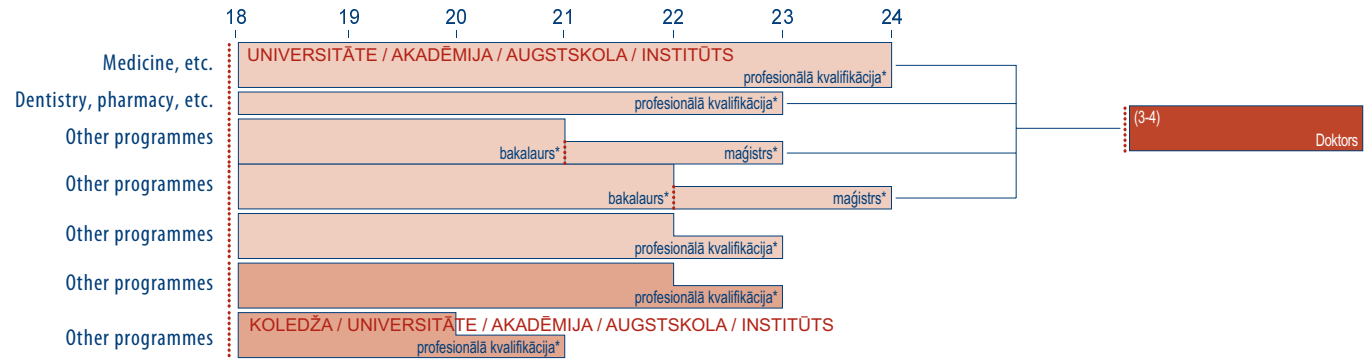 18 19 20 21 22 23 24
Medicine, etc.
UNIVERSITĀTE / AKADĒMIJA / AUGSTSKOLA / INSTITŪTS
profesionālā kvalifikācija*
Dentistry, pharmacy, etc.
profesionālā kvalifikācija*
(3-4)
Doktors
Other programmes
bakalaurs*
maģistrs*
Other programmes
bakalaurs*
maģistrs*
Other programmes
profesionālā kvalifikācija*
Other programmes
profesionālā kvalifikācija*
Other programmes
KOLEDŽA / UNIVERSITĀTE / AKADĒMIJA / AUGSTSKOLA / INSTITŪTS
profesionālā kvalifikācija*